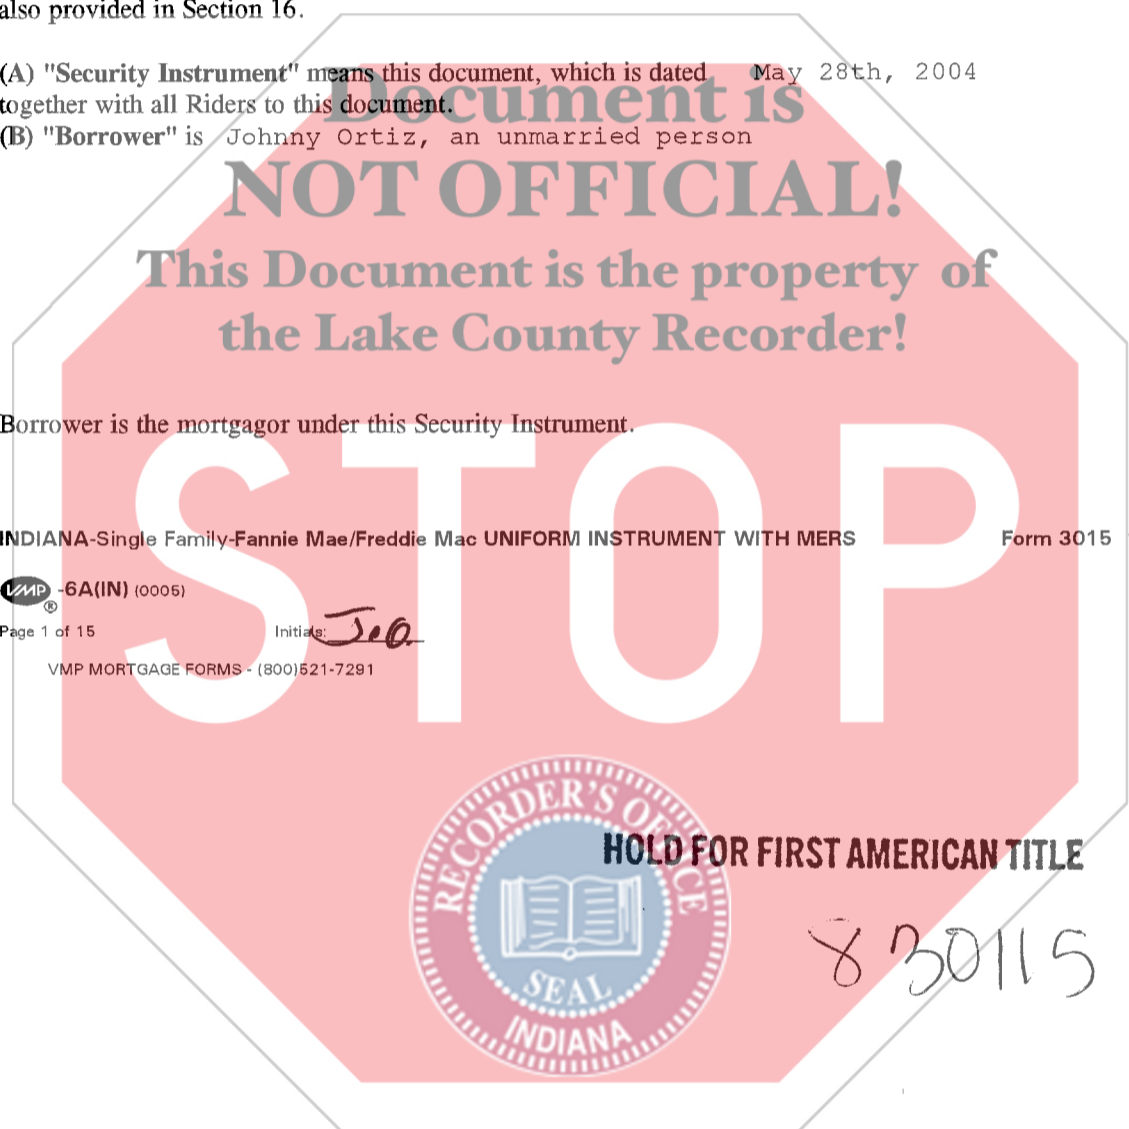 also provided in Section 16.
(A) "Security Instrument" means this document, which is dated May 28th, 2004
together with all Riders to this document.
(B) "Borrower" is Johnny Ortiz, an unmarried person
Document is
NOT OFFICIAL!
This Document is the property of
the Lake County Recorder!
Borrower is the mortgagor under this Security Instrument.
STOP
INDIANA-Single Family-Fannie Mae/Freddie Mac UNIFORM INSTRUMENT WITH MERS Form 3015
VMP® -6A(IN) (0005)
Page 1 of 15 Initials: J.O.
VMP MORTGAGE FORMS - (800)521-7291
RECORDER'S OFFICE
SEAL
INDIANA
HOLD FOR FIRST AMERICAN TITLE
830115